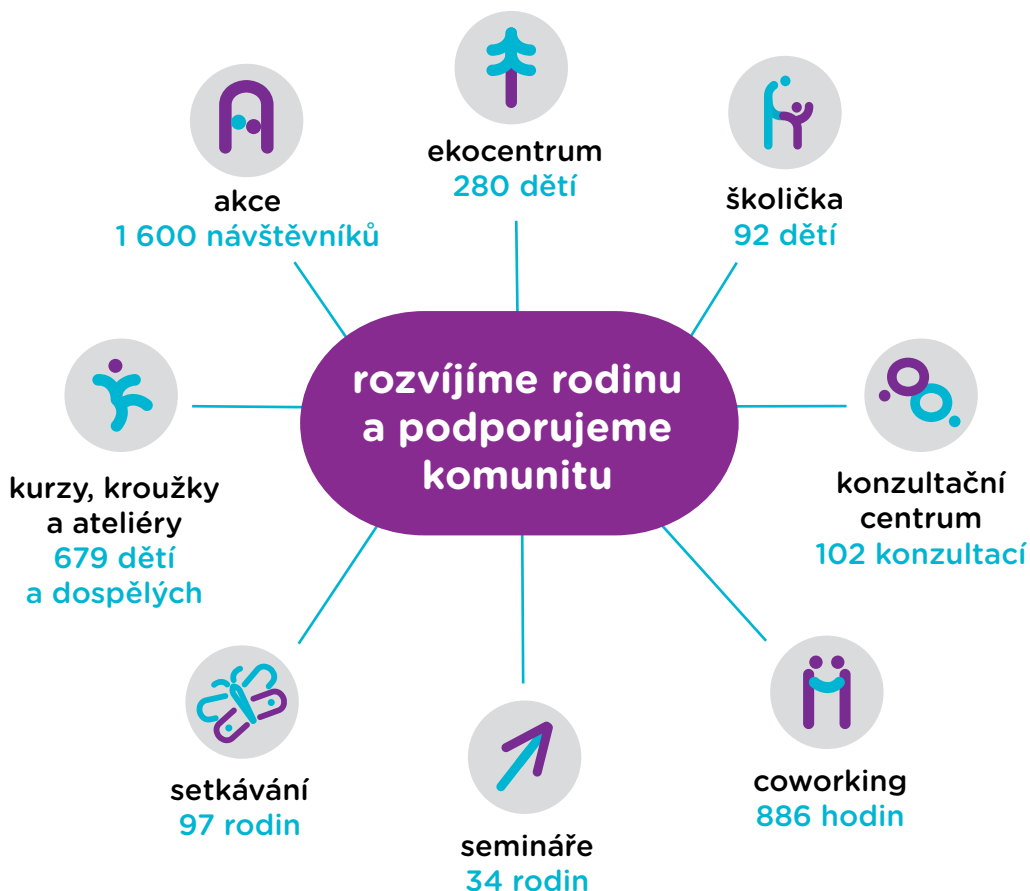 ekocentrum
280 dětí
akce
1 600 návštěvníků
školička
92 dětí
rozvíjíme rodinu
a podporujeme
komunitu
kurzy, kroužky
a ateliéry
679 dětí
a dospělých
konzultační
centrum
102 konzultací
setkávání
97 rodin
semináře
34 rodin
coworking
886 hodin